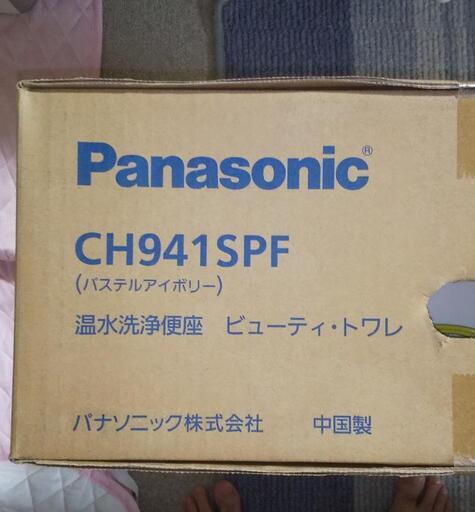 Panasonic®
CH941SPF
(パステルアイボリー)
温水洗浄便座 ビューティ・トワレ
パナソニック株式会社 中国製